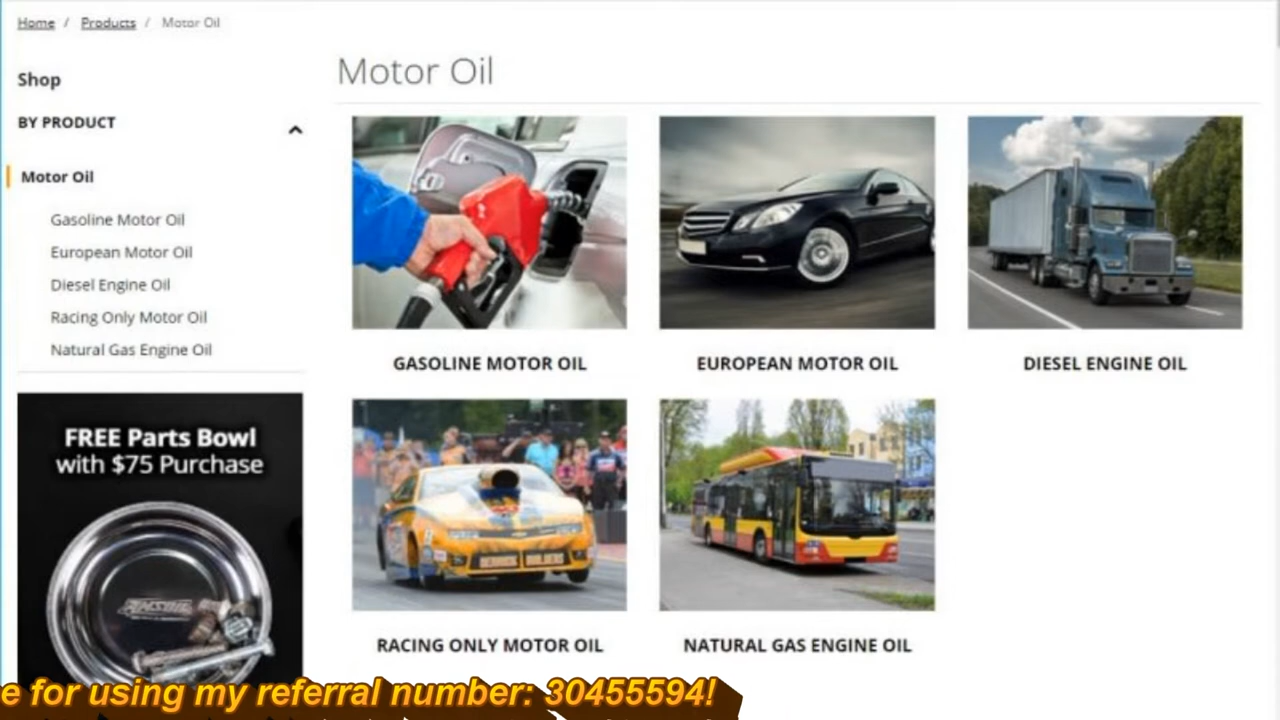 Home / Products / Motor Oil
Shop
BY PRODUCT
Motor Oil
Gasoline Motor Oil
European Motor Oil
Diesel Engine Oil
Racing Only Motor Oil
Natural Gas Engine Oil
FREE Parts Bowl
with $75 Purchase
AMSOIL
Motor Oil
GASOLINE MOTOR OIL
EUROPEAN MOTOR OIL
DIESEL ENGINE OIL
RACING ONLY MOTOR OIL
NATURAL GAS ENGINE OIL
e for using my referral number: 30455594!